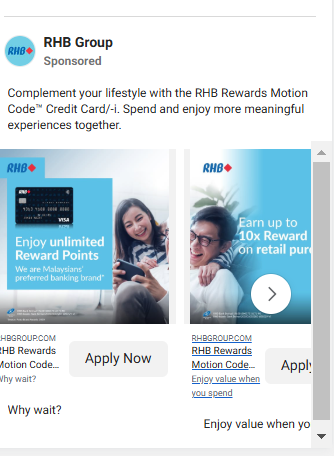 RHB
RHB Group
Sponsored
Complement your lifestyle with the RHB Rewards Motion
Code™ Credit Card/-i. Spend and enjoy more meaningful
experiences together.
RHB
RHB
VISA
Enjoy unlimited
Reward Points
We are Malaysians'
preferred banking brand*
RHB
Earn up to
10x Reward
on retail pur
HBGROUP.COM
RHB Rewards
Motion Code...
Why wait?
Apply Now
RHBGROUP.COM
RHB Rewards
Motion Code...
Enjoy value when
you spend
Apply
Why wait?
Enjoy value when yo